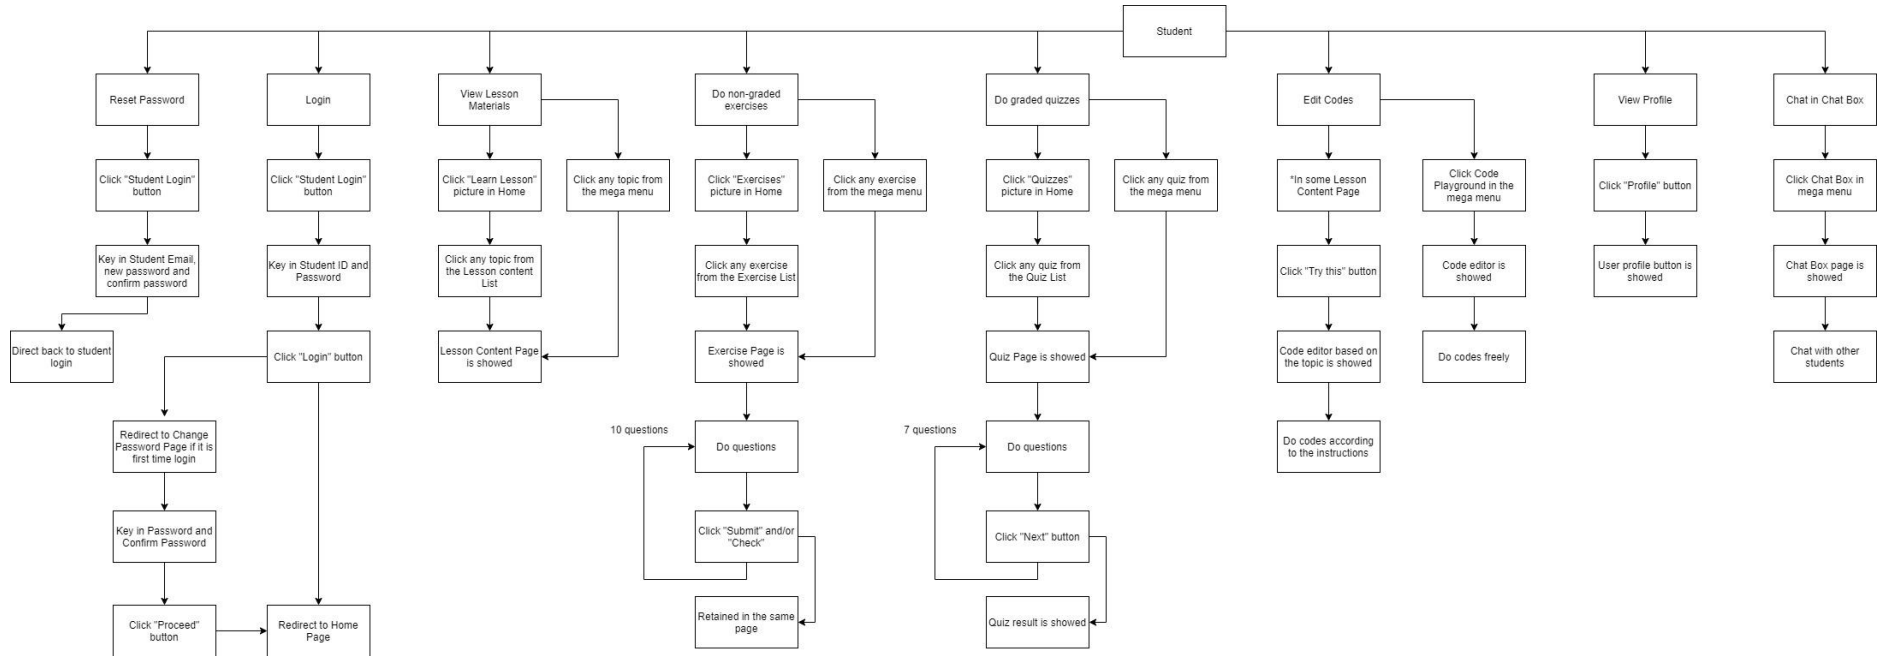 Student
Reset Password
Login
View Lesson
Materials
Do non-graded
exercises
Do graded quizzes
Edit Codes
View Profile
Chat in Chat Box
Click "Student Login"
button
Click "Student Login"
button
Click "Learn Lesson"
picture in Home
Click any topic from
the mega menu
Click "Exercises"
picture in Home
Click any exercise
from the mega menu
Click "Quizzes"
picture in Home
Click any quiz from
the mega menu
*In some Lesson
Content Page
Click Code
Playground in the
mega menu
Click "Profile" button
Click Chat Box in
mega menu
Key in Student Email,
new password and
confirm password
Key in Student ID and
Password
Click any topic from
the Lesson content
List
Click any exercise
from the Exercise List
Click any quiz from
the Quiz List
Click "Try this" button
Code editor is
showed
User profile button is
showed
Chat Box page is
showed
Direct back to student
login
Click "Login" button
Lesson Content Page
is showed
Exercise Page is
showed
Quiz Page is showed
Code editor based on
the topic is showed
Do codes freely
Chat with other
students
Redirect to Change
Password Page if it is
first time login
10 questions
Do questions
7 questions
Do questions
Do codes according
to the instructions
Key in Password and
Confirm Password
Click "Submit" and/or
"Check"
Click "Next" button
Click "Proceed"
button
Redirect to Home
Page
Retained in the same
page
Quiz result is showed